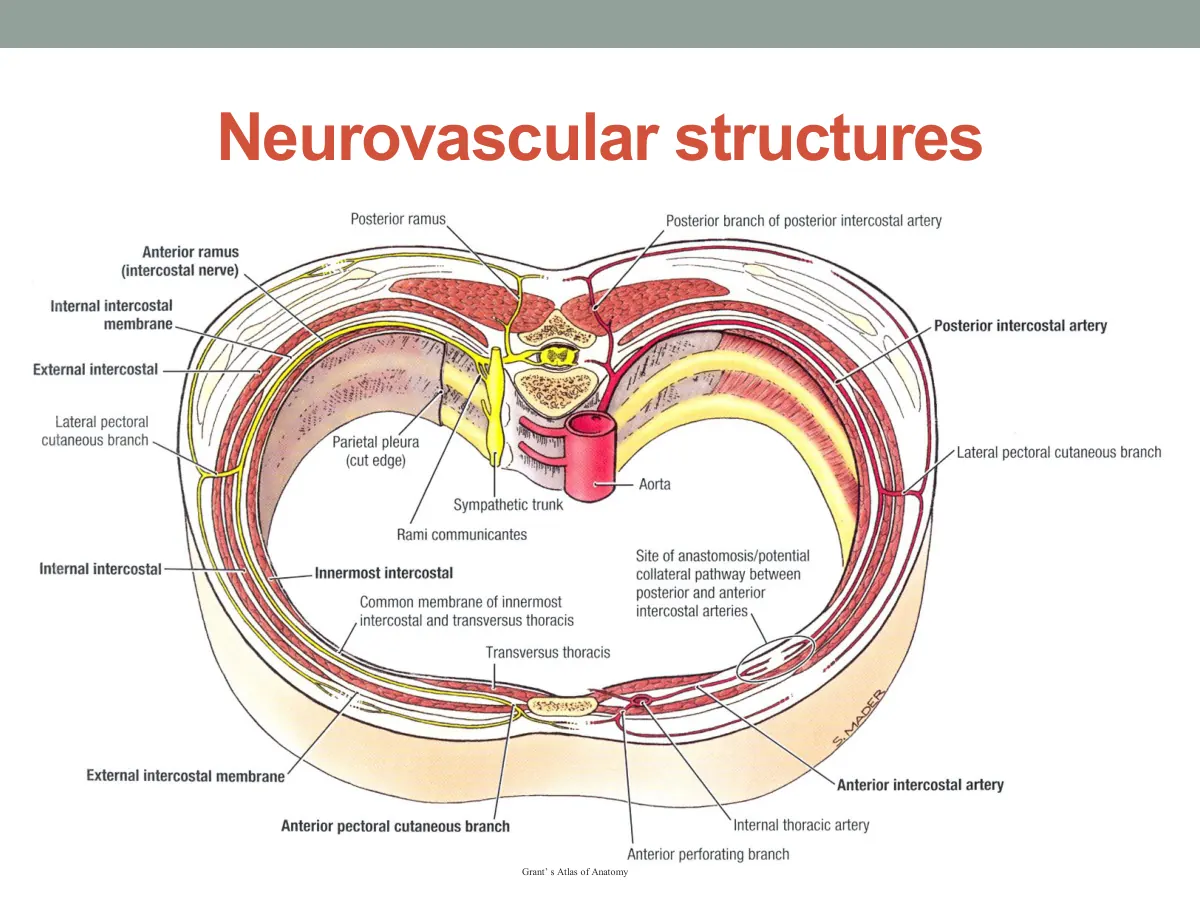 Neurovascular structures
Posterior ramus
Posterior branch of posterior intercostal artery
Anterior ramus
(intercostal nerve)
Internal intercostal
membrane
Posterior intercostal artery
External intercostal
Lateral pectoral
cutaneous branch
Parietal pleura
(cut edge)
Lateral pectoral cutaneous branch
Aorta
Sympathetic trunk
Rami communicantes
Site of anastomosis/potential
collateral pathway between
posterior and anterior
intercostal arteries
Internal intercostal
Innermost intercostal
Common membrane of innermost
intercostal and transversus thoracis
Transversus thoracis
S. MADER
External intercostal membrane
Anterior intercostal artery
Anterior pectoral cutaneous branch
Internal thoracic artery
Anterior perforating branch
Grant’ s Atlas of Anatomy